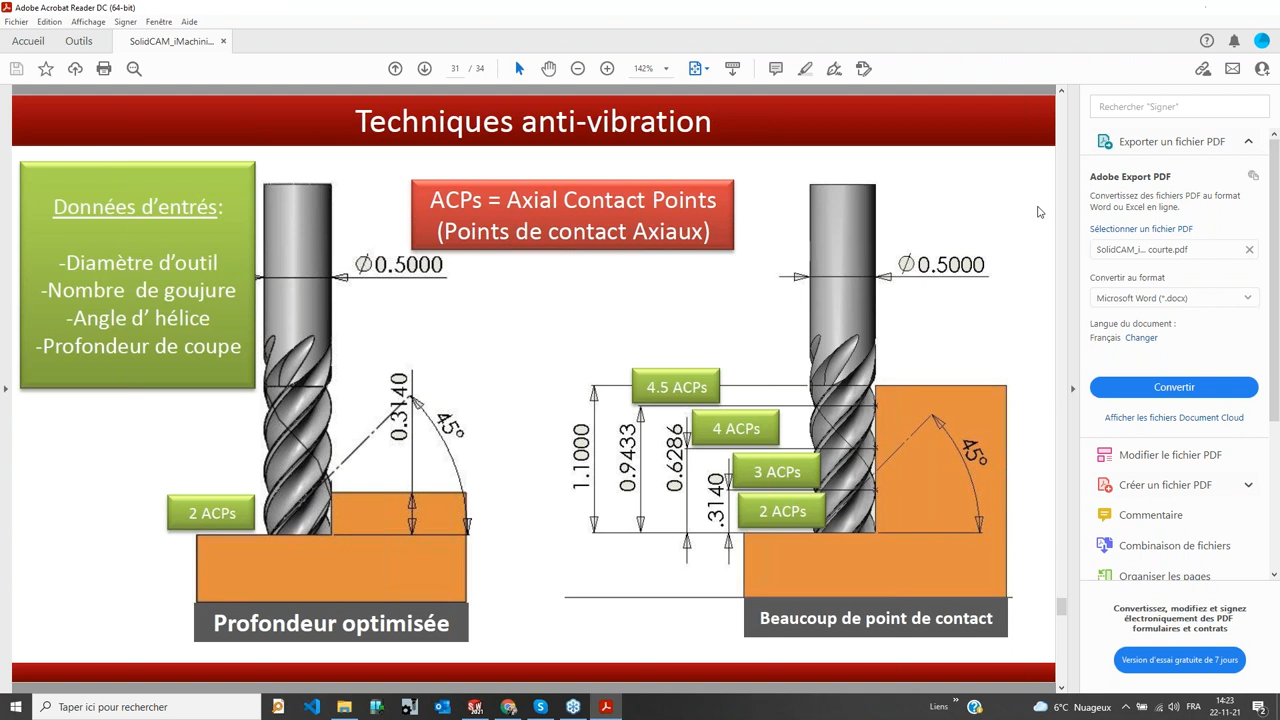 Adobe Acrobat Reader DC (64-bit)
Fichier Edition Affichage Signer Fenêtre Aide
Accueil Outils SolidCAM_iMachini... ×
31 / 34 142%
Techniques anti-vibration
Données d'entrés:
-Diamètre d'outil
-Nombre de goujure
-Angle d' hélice
-Profondeur de coupe
ACPs = Axial Contact Points
(Points de contact Axiaux)
Ø0.5000
0.3140
45°
2 ACPs
Profondeur optimisée
Ø0.5000
4.5 ACPs
4 ACPs
3 ACPs
2 ACPs
1.1000
0.9433
0.6286
.3140
45°
Beaucoup de point de contact
Rechercher "Signer"
Exporter un fichier PDF
Adobe Export PDF
Convertissez des fichiers PDF au format
Word ou Excel en ligne.
Sélectionner un fichier PDF
SolidCAM_i... courte.pdf
Convertir au format
Microsoft Word (*.docx)
Langue du document :
Français Changer
Convertir
Afficher les fichiers Document Cloud
Modifier le fichier PDF
Créer un fichier PDF
Commentaire
Combinaison de fichiers
Organiser les pages
Convertissez, modifiez et signez
électroniquement des PDF
formulaires et contrats
Version d'essai gratuite de 7 jours
Taper ici pour rechercher
Liens » 6°C Nuageux FRA 14:23
22-11-21